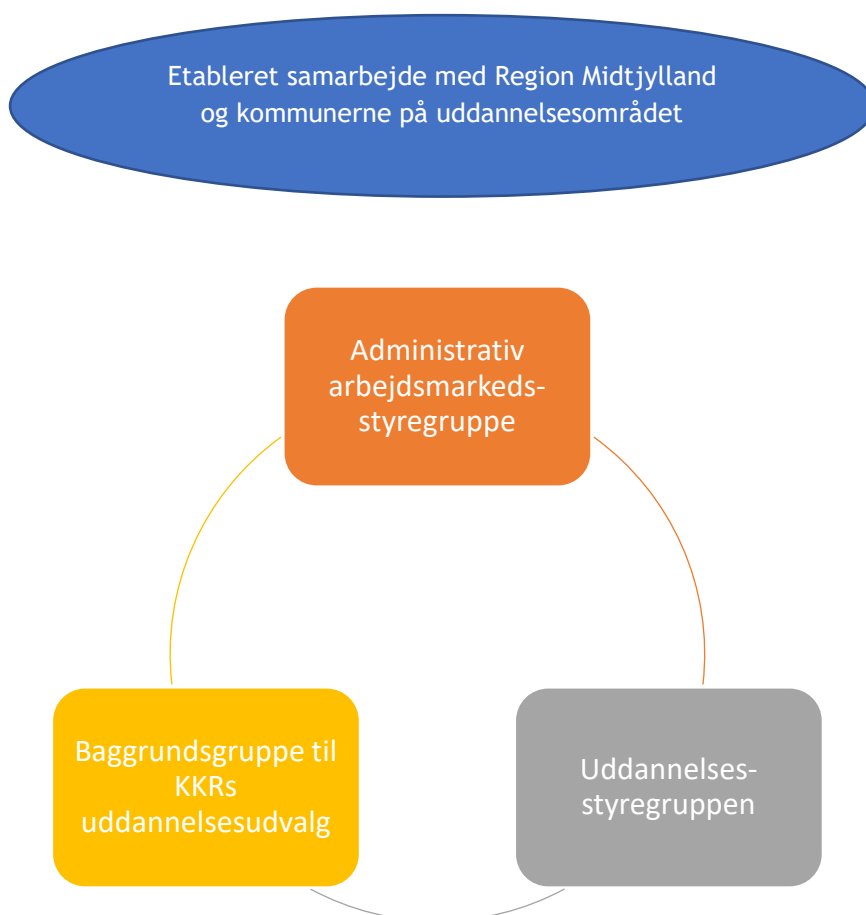 Etableret samarbejde med Region Midtjylland
og kommunerne på uddannelsesområdet
Administrativ
arbejdsmarkeds-
styregruppe
Baggrundsgruppe til
KKRs
uddannelsesudvalg
Uddannelses-
styregruppen